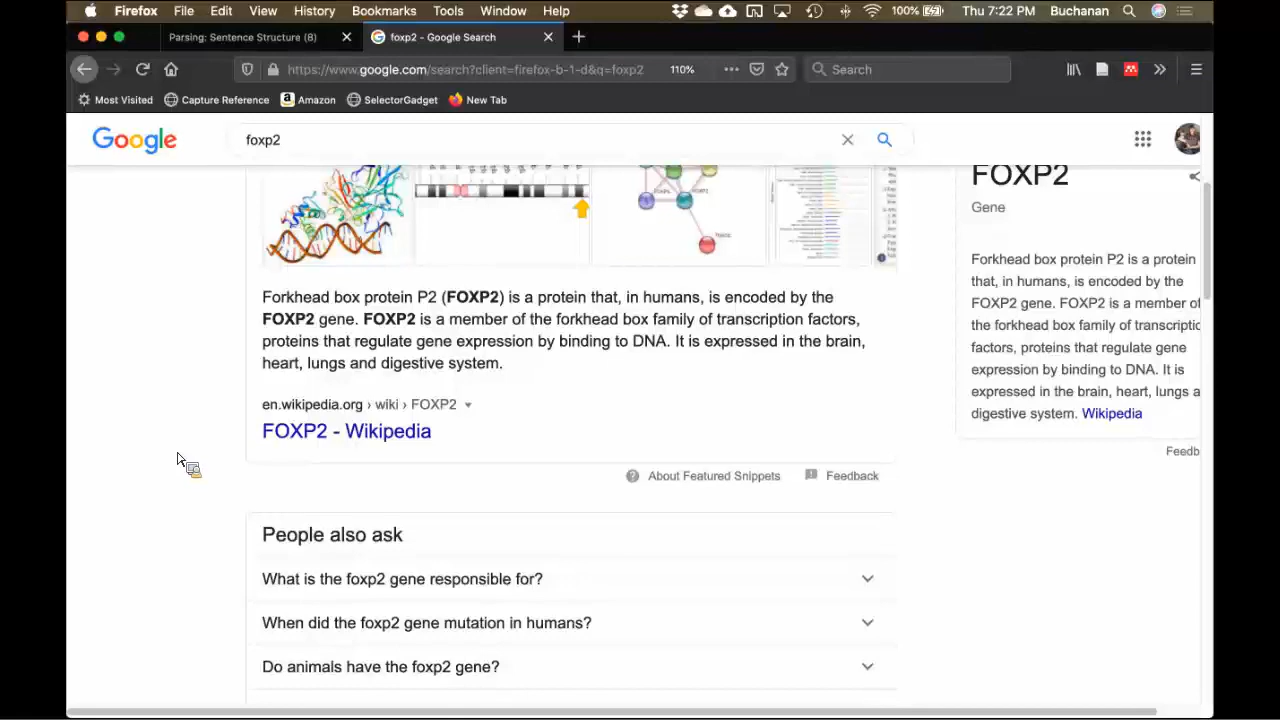 Firefox File Edit View History Bookmarks Tools Window Help 100% Thu 7:22 PM Buchanan
Parsing: Sentence Structure (8) foxp2 - Google Search
https://www.google.com/search?client=firefox-b-1-d&q=foxp2 110% Search
Most Visited Capture Reference Amazon SelectorGadget New Tab
Google foxp2
FOXP2
Gene
Forkhead box protein P2 (FOXP2) is a protein that, in humans, is encoded by the
FOXP2 gene. FOXP2 is a member of the forkhead box family of transcription factors,
proteins that regulate gene expression by binding to DNA. It is expressed in the brain,
heart, lungs and digestive system.
en.wikipedia.org › wiki › FOXP2
FOXP2 - Wikipedia
About Featured Snippets Feedback
Forkhead box protein P2 is a protein
that, in humans, is encoded by the
FOXP2 gene. FOXP2 is a member of
the forkhead box family of transcriptic
factors, proteins that regulate gene
expression by binding to DNA. It is
expressed in the brain, heart, lungs a
digestive system. Wikipedia
Feedb
People also ask
What is the foxp2 gene responsible for?
When did the foxp2 gene mutation in humans?
Do animals have the foxp2 gene?